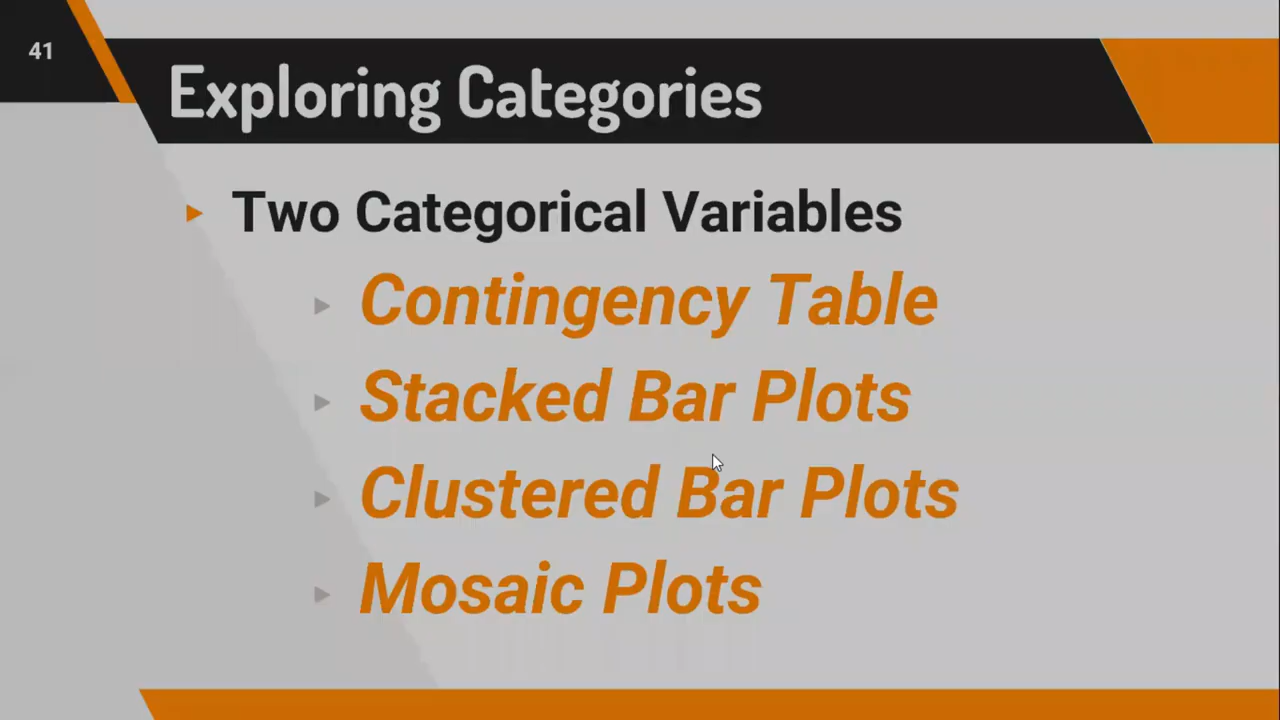 41
Exploring Categories
Two Categorical Variables
Contingency Table
Stacked Bar Plots
Clustered Bar Plots
Mosaic Plots